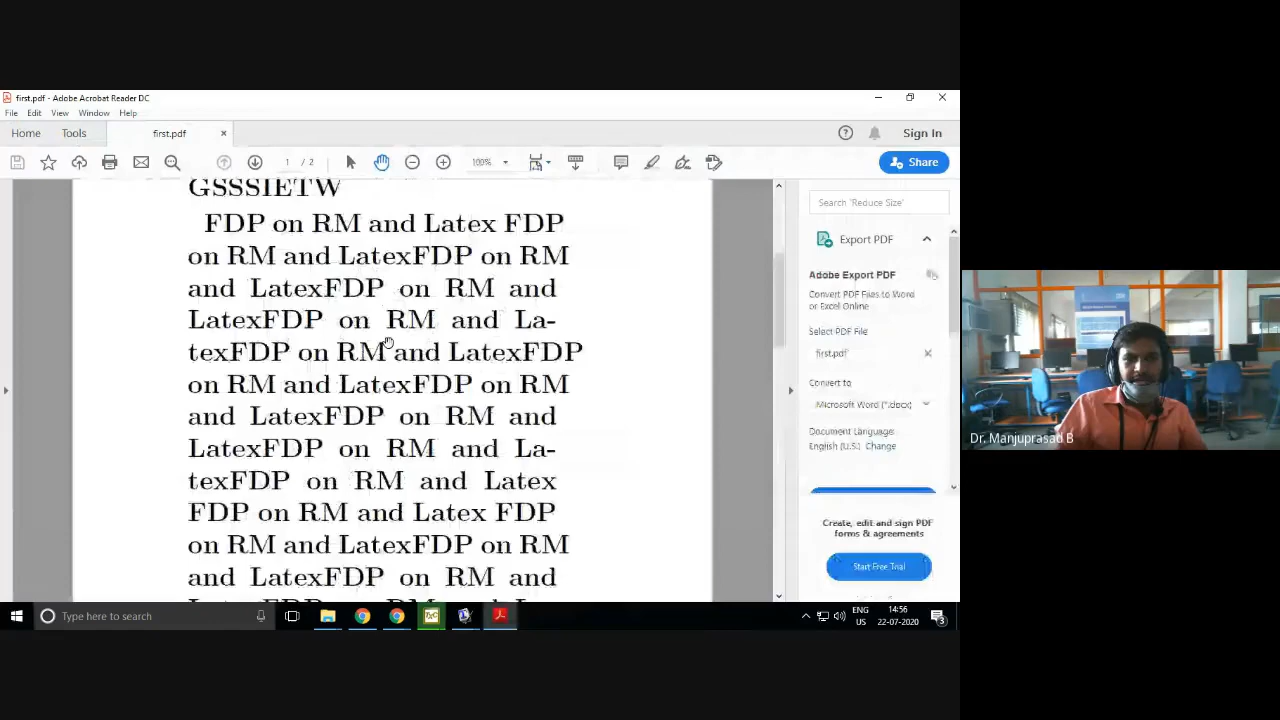 first.pdf - Adobe Acrobat Reader DC
File Edit View Window Help
Home Tools first.pdf × Sign In
1 / 2 100% Share
GSSSIETW
FDP on RM and Latex FDP
on RM and LatexFDP on RM
and LatexFDP on RM and
LatexFDP on RM and La-
texFDP on RM and LatexFDP
on RM and LatexFDP on RM
and LatexFDP on RM and
LatexFDP on RM and La-
texFDP on RM and Latex
FDP on RM and Latex FDP
on RM and LatexFDP on RM
and LatexFDP on RM and
Search 'Reduce Size'
Export PDF
Adobe Export PDF
Convert PDF Files to Word
or Excel Online
Select PDF File
first.pdf
Convert to
Microsoft Word (*.docx)
Document Language:
English (U.S.) Change
Create, edit and sign PDF
forms & agreements
Start Free Trial
Dr. Manjuprasad B
Type here to search
ENG
US
14:56
22-07-2020
3